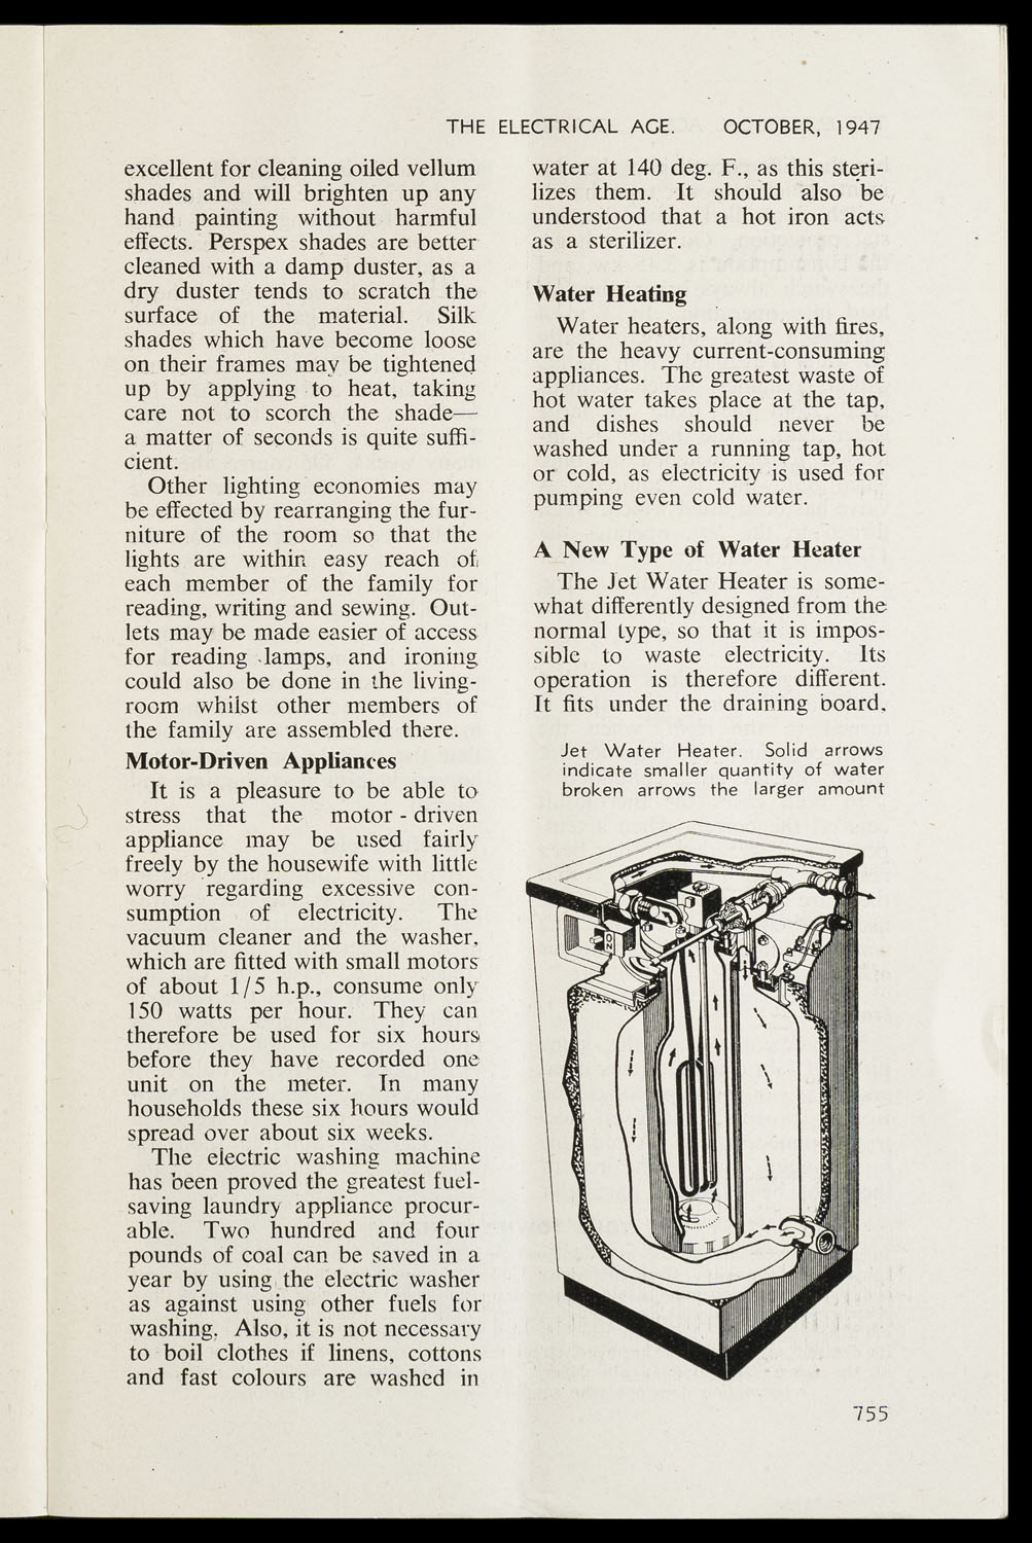 THE ELECTRICAL AGE. OCTOBER, 1947
excellent for cleaning oiled vellum
shades and will brighten up any
hand painting without harmful
effects. Perspex shades are better
cleaned with a damp duster, as a
dry duster tends to scratch the
surface of the material. Silk
shades which have become loose
on their frames may be tightened
up by applying to heat, taking
care not to scorch the shade—
a matter of seconds is quite suffi-
cient.
Other lighting economies may
be effected by rearranging the fur-
niture of the room so that the
lights are within easy reach of
each member of the family for
reading, writing and sewing. Out-
lets may be made easier of access
for reading lamps, and ironing
could also be done in the living-
room whilst other members of
the family are assembled there.
Motor-Driven Appliances
It is a pleasure to be able to
stress that the motor-driven
appliance may be used fairly
freely by the housewife with little
worry regarding excessive con-
sumption of electricity. The
vacuum cleaner and the washer,
which are fitted with small motors
of about 1/5 h.p., consume only
150 watts per hour. They can
therefore be used for six hours
before they have recorded one
unit on the meter. In many
households these six hours would
spread over about six weeks.
The electric washing machine
has been proved the greatest fuel-
saving laundry appliance procur-
able. Two hundred and four
pounds of coal can be saved in a
year by using the electric washer
as against using other fuels for
washing. Also, it is not necessary
to boil clothes if linens, cottons
and fast colours are washed in
water at 140 deg. F., as this steri-
lizes them. It should also be
understood that a hot iron acts
as a sterilizer.
Water Heating
Water heaters, along with fires,
are the heavy current-consuming
appliances. The greatest waste of
hot water takes place at the tap,
and dishes should never be
washed under a running tap, hot
or cold, as electricity is used for
pumping even cold water.
A New Type of Water Heater
The Jet Water Heater is some-
what differently designed from the
normal type, so that it is impos-
sible to waste electricity. Its
operation is therefore different.
It fits under the draining board.
Jet Water Heater. Solid arrows
indicate smaller quantity of water
broken arrows the larger amount
ON
755